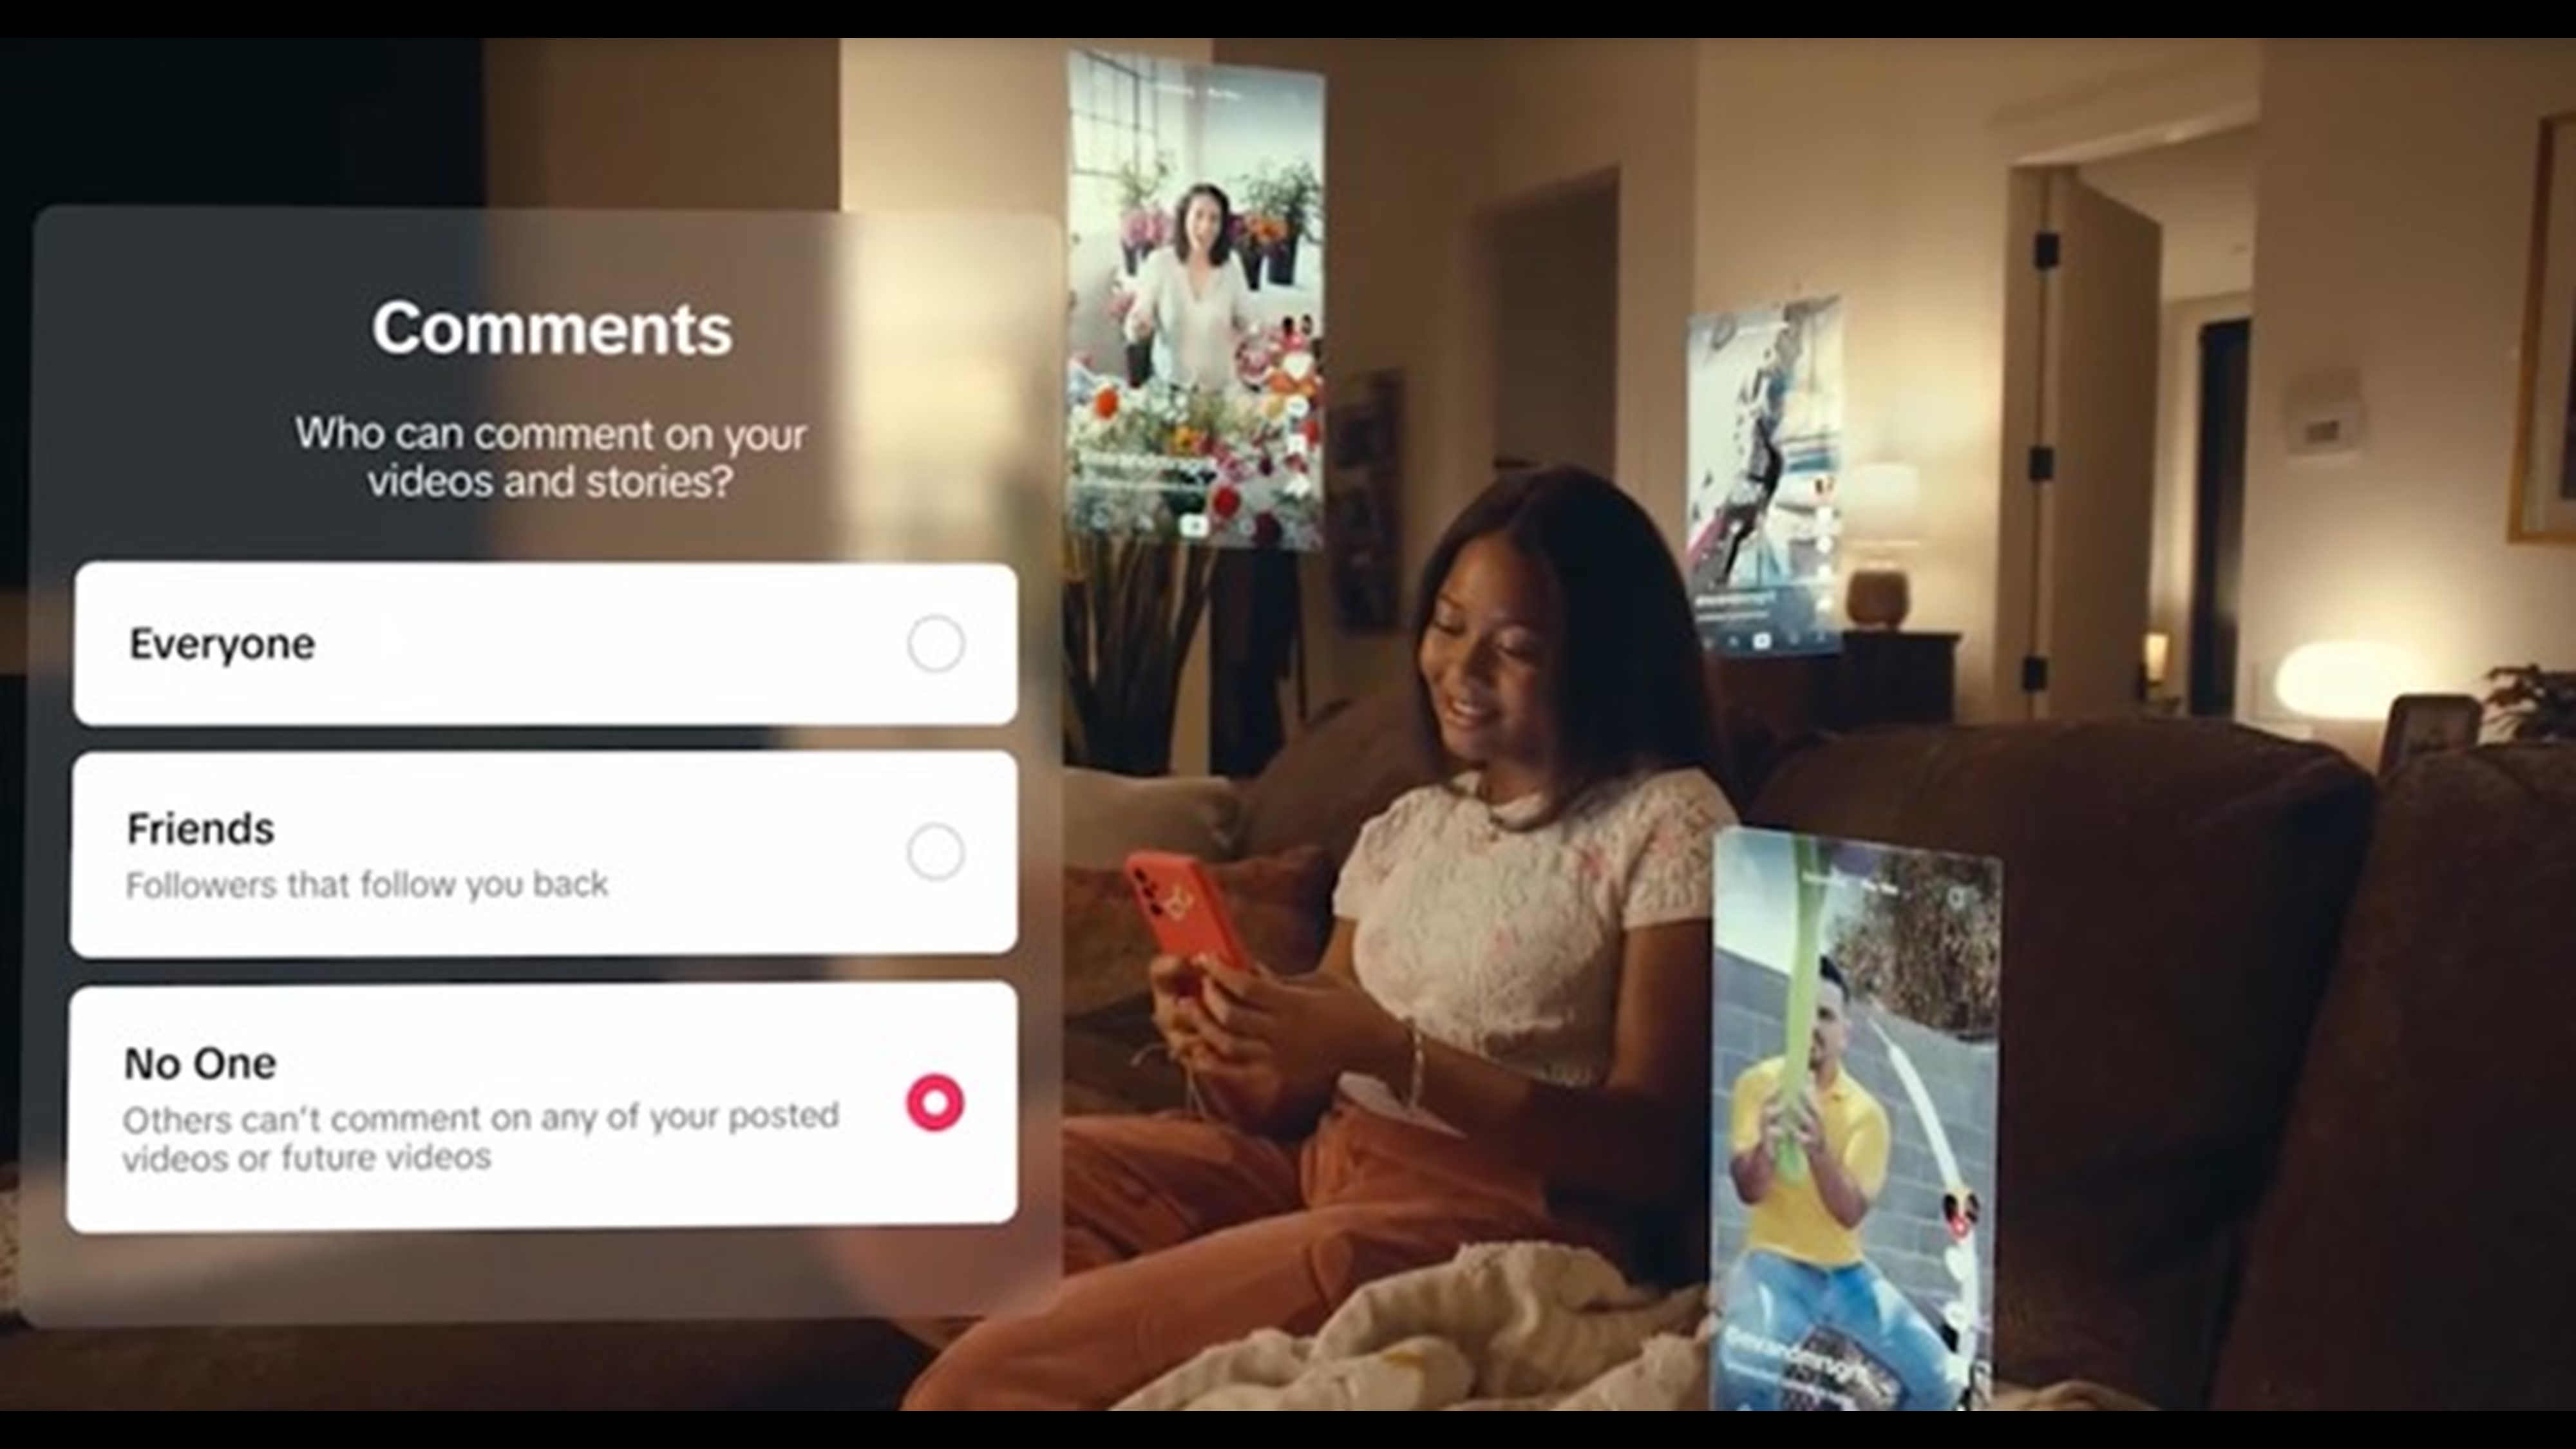 Comments
Who can comment on your
videos and stories?
Everyone
Friends
Followers that follow you back
No One
Others can't comment on any of your posted
videos or future videos